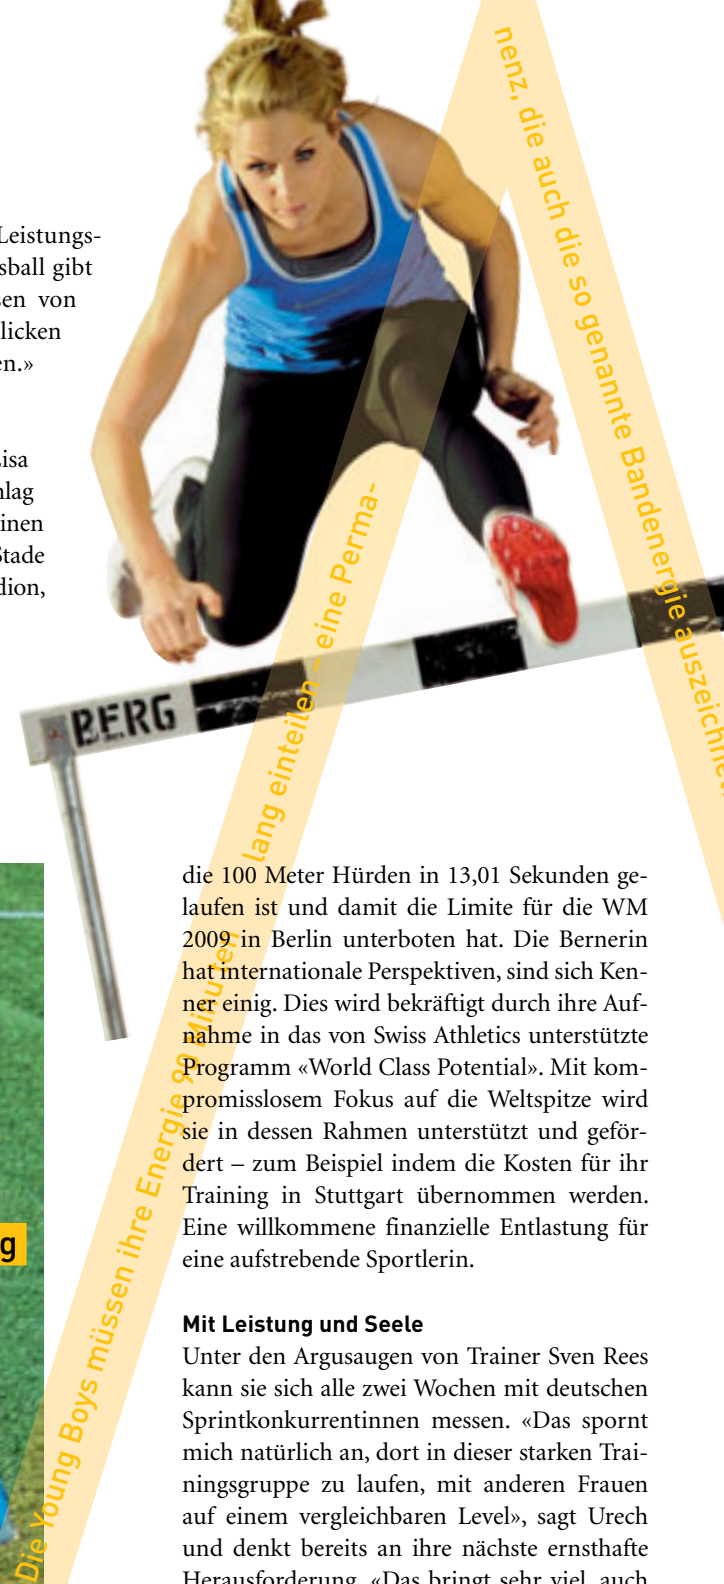 Leistungs-
sball gibt
sen von
licken
en.»
isa
hlag
inen
Stade
dion,
BERG
g
Die Young Boys müssen ihre Energie 99 Minuten lang einteilen – eine Perma-
nenz, die auch die so genannte Bandenergie auszeichnet.
die 100 Meter Hürden in 13,01 Sekunden ge-
laufen ist und damit die Limite für die WM
2009 in Berlin unterboten hat. Die Bernerin
hat internationale Perspektiven, sind sich Ken-
ner einig. Dies wird bekräftigt durch ihre Auf-
nahme in das von Swiss Athletics unterstützte
Programm «World Class Potential». Mit kom-
promisslosem Fokus auf die Weltspitze wird
sie in dessen Rahmen unterstützt und geför-
dert – zum Beispiel indem die Kosten für ihr
Training in Stuttgart übernommen werden.
Eine willkommene finanzielle Entlastung für
eine aufstrebende Sportlerin.
Mit Leistung und Seele
Unter den Argusaugen von Trainer Sven Rees
kann sie sich alle zwei Wochen mit deutschen
Sprintkonkurrentinnen messen. «Das spornt
mich natürlich an, dort in dieser starken Trai-
ningsgruppe zu laufen, mit anderen Frauen
auf einem vergleichbaren Level», sagt Urech
und denkt bereits an ihre nächste ernsthafte
Herausforderung. «Das bringt sehr viel, auch